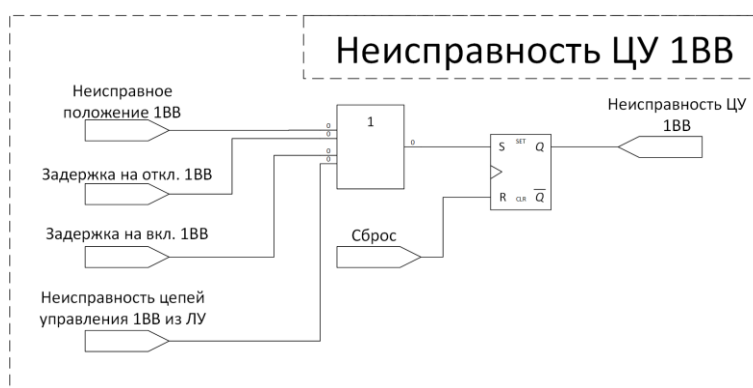 Неисправность ЦУ 1ВВ
Неисправное
положение 1ВВ
1
0
0
0
0
0
Неисправность ЦУ
1ВВ
S
SET
Q
Задержка на откл. 1ВВ
R
CLR
Q
Задержка на вкл. 1ВВ
Сброс
Неисправность цепей
управления 1ВВ из ЛУ